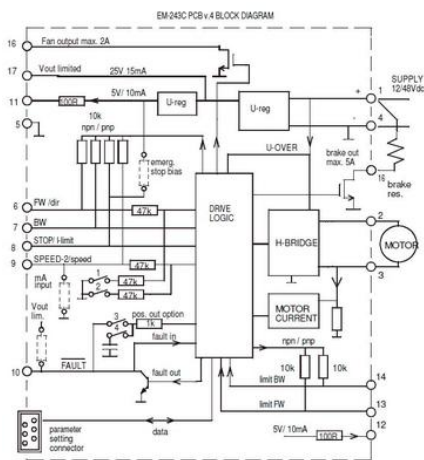 EM-243C PCB v.4 BLOCK DIAGRAM
16
Fan output max. 2A
17
Vout limited
25V 15mA
11
100R
5V/ 10mA
U-reg
U-reg
+
1
SUPPLY
12/48Vdc
-
4
5
10k
npn / pnp
emerg.
stop bias
U-OVER
brake out
max. 5A
16
brake
res.
6
FW /dir
47k
7
BW
8
STOP/ I-limit
9
SPEED-2/speed
47k
mA
input
1
2
47k
47k
DRIVE
LOGIC
H-BRIDGE
2
MOTOR
3
MOTOR
CURRENT
Vout
lim.
pos. out option
3
4
1k
fault in
10
FAULT
fault out
npn / pnp
10k
10k
limit BW
14
limit FW
13
12
5V/ 10mA
100R
parameter
setting
connector
data